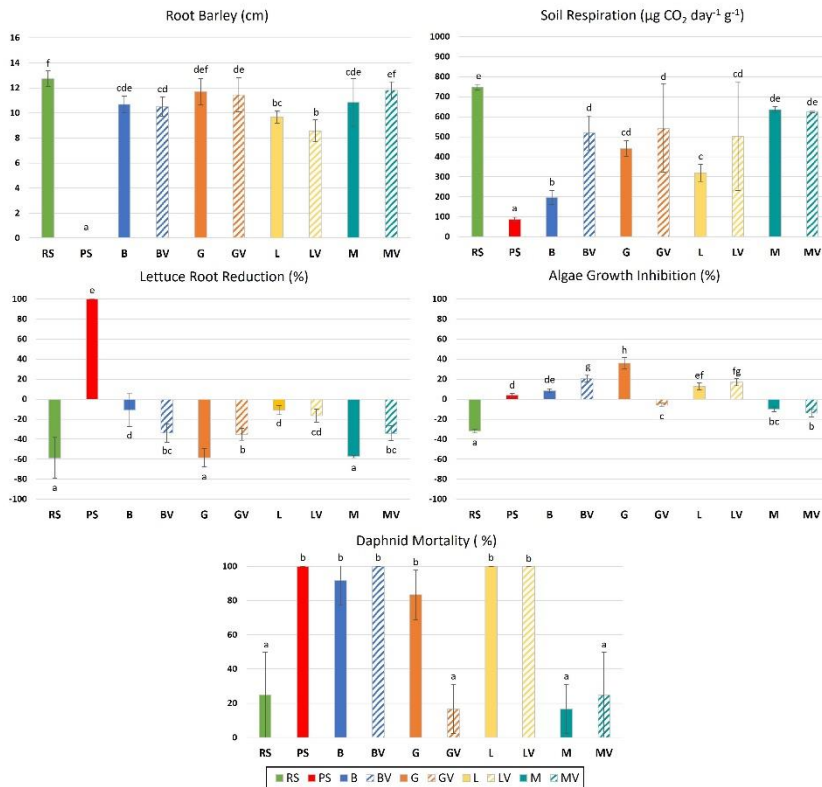 Root Barley (cm)
16
14
12
10
8
6
4
2
0
f
a
cde
cd
def
de
bc
b
cde
ef
RS PS B BV G GV L LV M MV
Soil Respiration (µg CO₂ day⁻¹ g⁻¹)
1000
900
800
700
600
500
400
300
200
100
0
e
a
b
d
cd
d
c
cd
de
de
RS PS B BV G GV L LV M MV
Lettuce Root Reduction (%)
100
80
60
40
20
0
-20
-40
-60
-80
-100
a
e
d
bc
a
b
d
cd
a
bc
RS PS B BV G GV L LV M MV
Algae Growth Inhibition (%)
100
80
60
40
20
0
-20
-40
-60
-80
-100
a
d
de
g
h
c
ef
fg
bc
b
RS PS B BV G GV L LV M MV
Daphnid Mortality ( %)
100
80
60
40
20
0
a
b
b
b
b
a
b
b
a
a
RS PS B BV G GV L LV M MV
RS PS B BV G GV L LV M MV